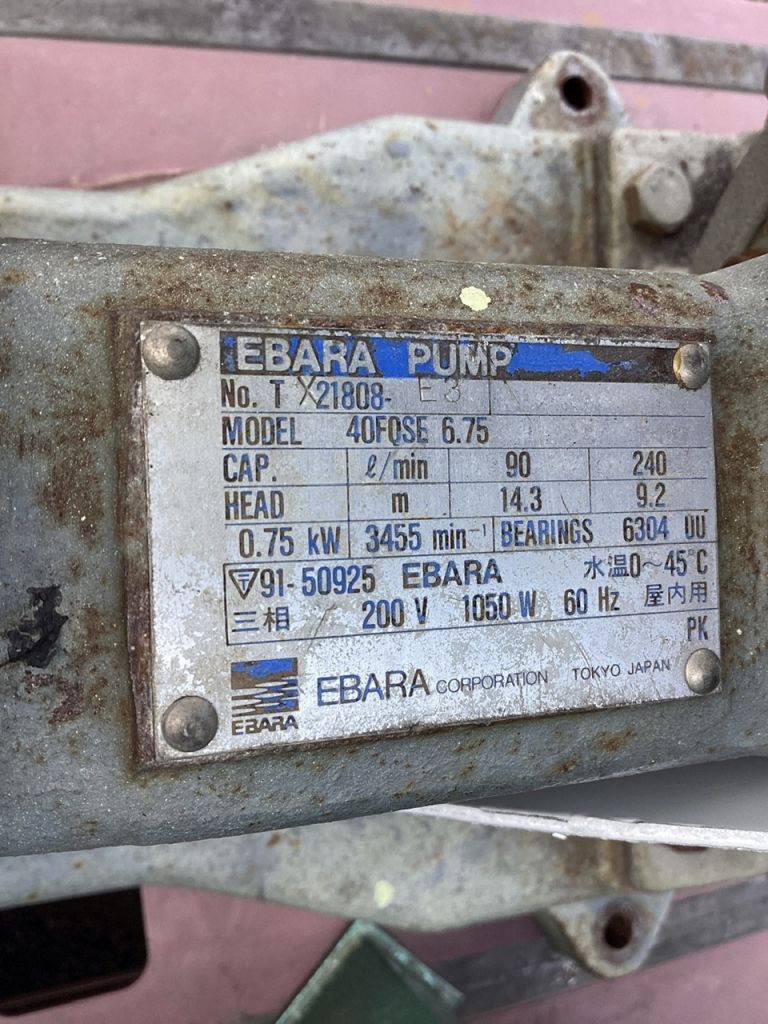 EBARA PUMP
No. T X21808- E3
MODEL 40FQSE 6.75
CAP. ℓ/min 90 240
HEAD m 14.3 9.2
0.75 kW 3455 min⁻¹ BEARINGS 6304 UU
〒91-50925 EBARA 水温0～45℃
三相 200 V 1050 W 60 Hz 屋内用
PK
EBARA CORPORATION TOKYO JAPAN
EBARA